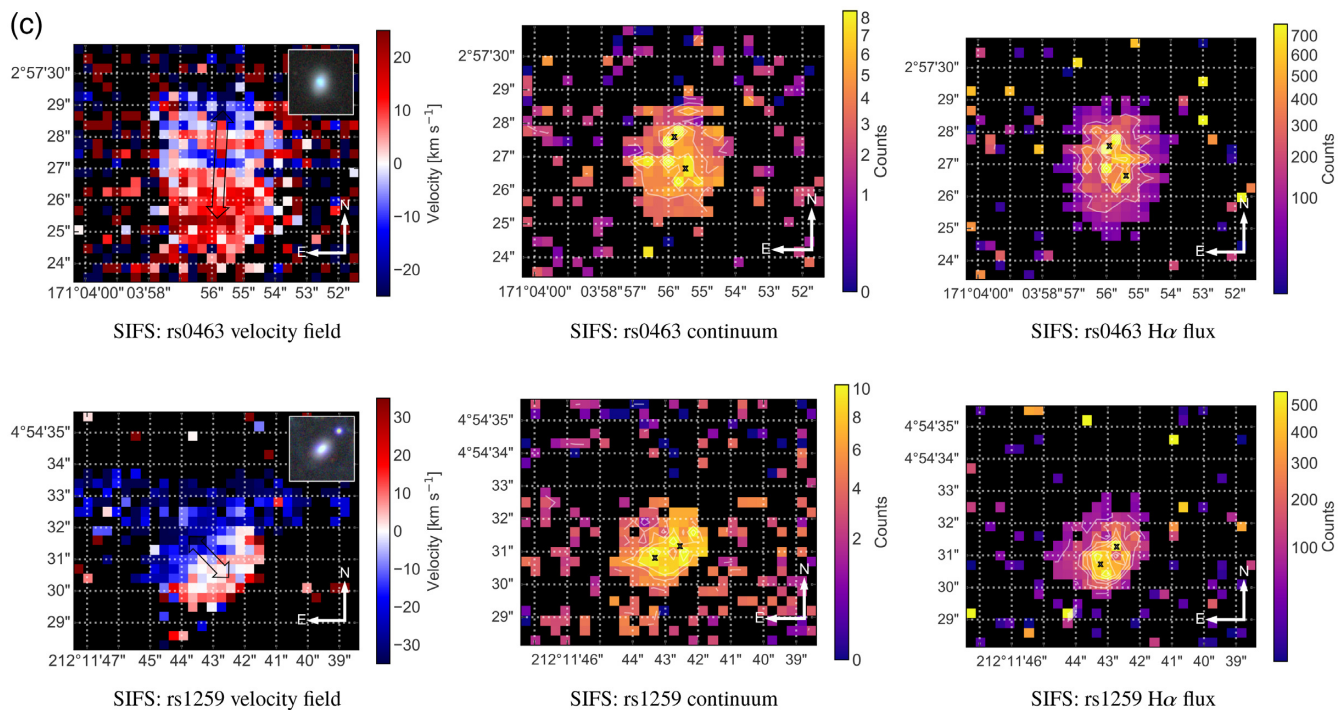 (c)
2°57'30"
29"
28"
27"
26"
25"
24"
171°04'00" 03'58" 56" 55" 54" 53" 52"
N
E
20
10
0
−10
−20
Velocity [km s−1]
SIFS: rs0463 velocity field
2°57'30"
29"
28"
27"
26"
25"
24"
171°04'00" 03'58"57" 56" 55" 54" 53" 52"
N
E
8
7
6
5
4
3
2
1
0
Counts
SIFS: rs0463 continuum
2°57'30"
29"
28"
27"
26"
25"
24"
171°04'00" 03'58"57" 56" 55" 54" 53" 52"
N
E
700
600
500
400
300
200
100
Counts
SIFS: rs0463 Hα flux
4°54'35"
34"
33"
32"
31"
30"
29"
212°11'47" 45" 44" 43" 42" 41" 40" 39"
N
E
30
20
10
0
−10
−20
−30
Velocity [km s−1]
SIFS: rs1259 velocity field
4°54'35"
4°54'34"
33"
32"
31"
30"
29"
212°11'46" 44" 43" 42" 41" 40" 39"
N
E
10
8
6
4
2
0
Counts
SIFS: rs1259 continuum
4°54'35"
4°54'34"
33"
32"
31"
30"
29"
212°11'46" 44" 43" 42" 41" 40" 39"
N
E
500
400
300
200
100
Counts
SIFS: rs1259 Hα flux